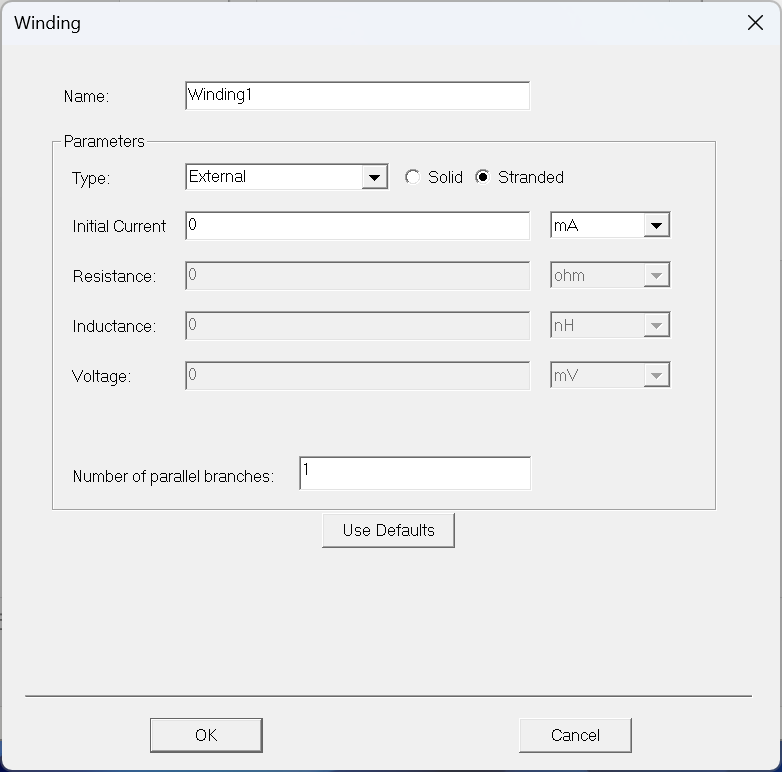 Winding
Name: Winding1
Parameters
Type: External Solid Stranded
Initial Current 0 mA
Resistance: 0 ohm
Inductance: 0 nH
Voltage: 0 mV
Number of parallel branches: 1
Use Defaults
OK Cancel